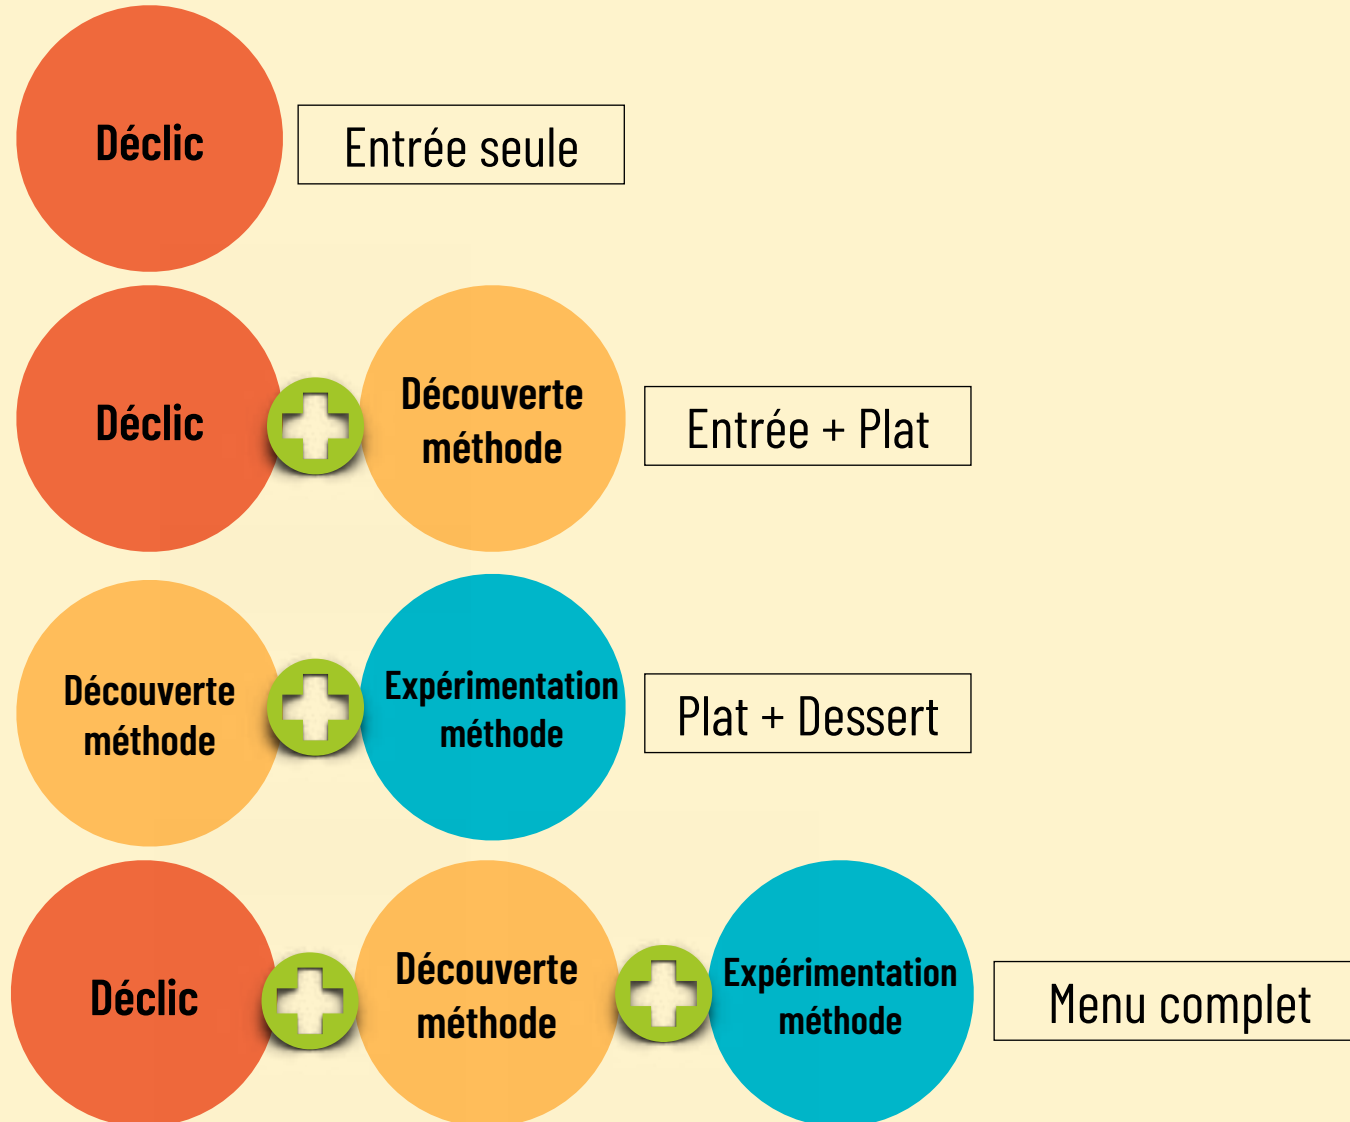 Déclic
Entrée seule
Déclic
Découverte
méthode
Entrée + Plat
Découverte
méthode
Expérimentation
méthode
Plat + Dessert
Déclic
Découverte
méthode
Expérimentation
méthode
Menu complet